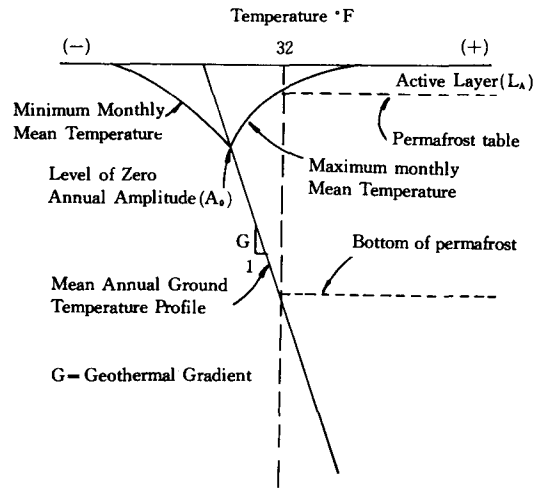 Temperature °F
(-) 32 (+)
Active Layer(L_A)
Minimum Monthly
Mean Temperature
Permafrost table
Maximum monthly
Mean Temperature
Level of Zero
Annual Amplitude(A_o)
G
1
Bottom of permafrost
Mean Annual Ground
Temperature Profile
G= Geothermal Gradient